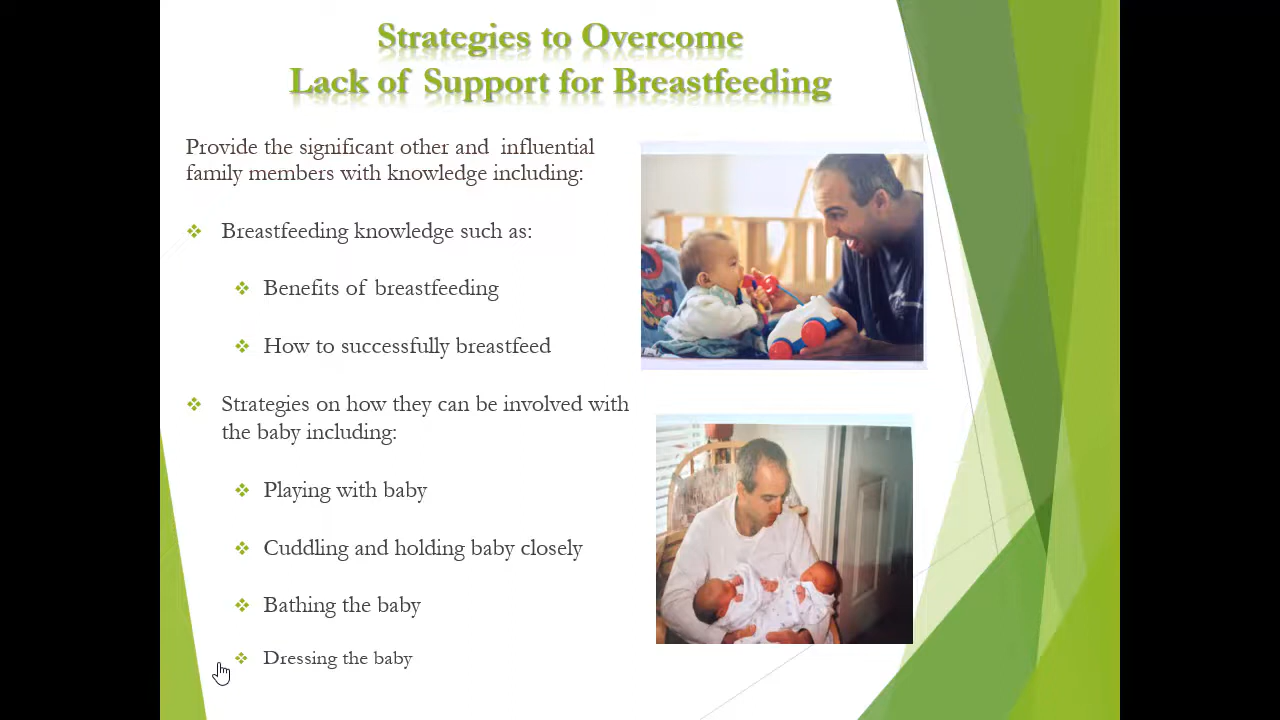 Strategies to Overcome
Lack of Support for Breastfeeding
Provide the significant other and influential
family members with knowledge including:
Breastfeeding knowledge such as:
Benefits of breastfeeding
How to successfully breastfeed
Strategies on how they can be involved with
the baby including:
Playing with baby
Cuddling and holding baby closely
Bathing the baby
Dressing the baby